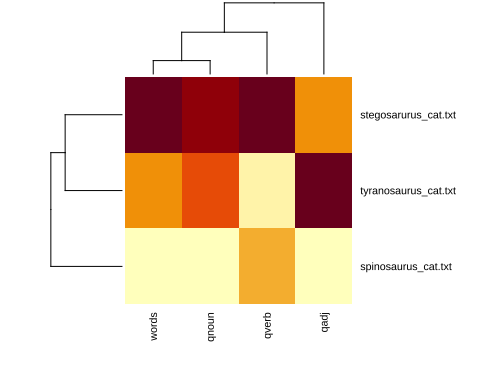 stegosarurus_cat.txt
tyranosaurus_cat.txt
spinosaurus_cat.txt
words
qnoun
qverb
qadj